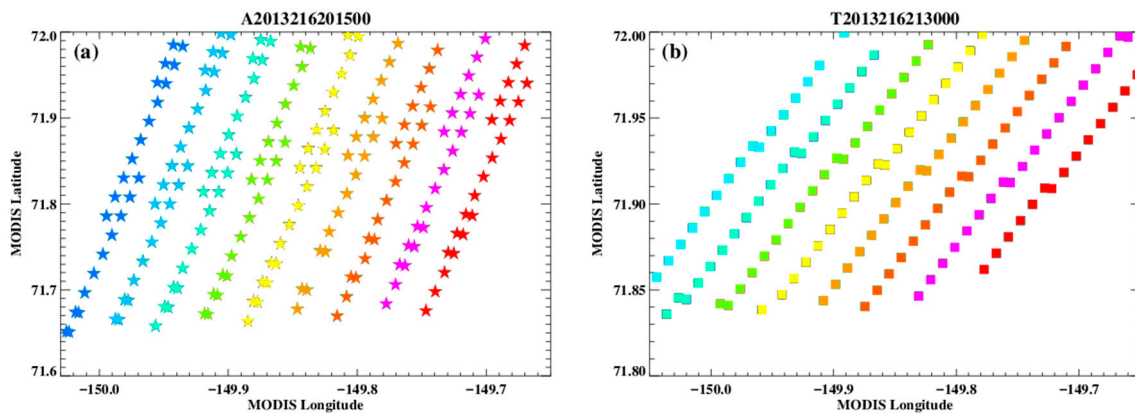 A2013216201500
(a)
72.0
71.9
71.8
71.7
71.6
MODIS Latitude
−150.0 −149.9 −149.8 −149.7
MODIS Longitude
T2013216213000
(b)
72.00
71.95
71.90
71.85
71.80
MODIS Latitude
−150.0 −149.9 −149.8 −149.7
MODIS Longitude